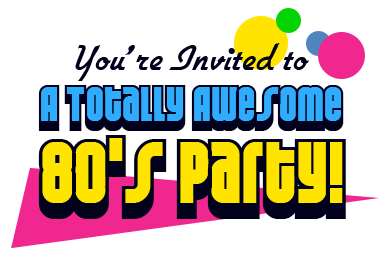 You're Invited to
A Totally Awesome
80's Party!